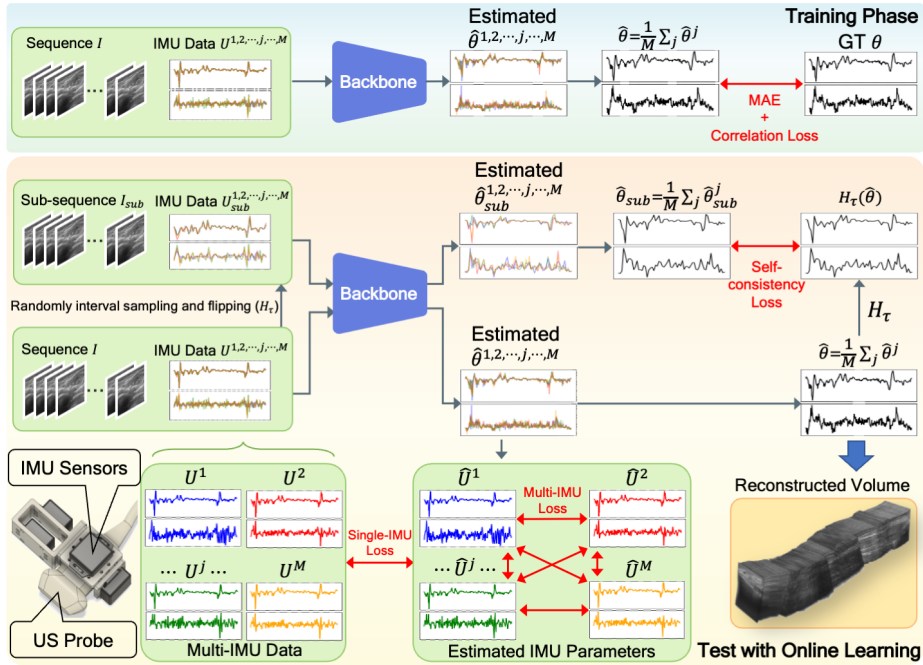 Training Phase
Sequence I
IMU Data U^{1,2,⋯,j,⋯,M}
...
Backbone
Estimated
θ̂^{1,2,⋯,j,⋯,M}
θ̂=1/M ∑_j θ̂^j
GT θ
MAE
+
Correlation Loss
Sub-sequence I_{sub}
IMU Data U_{sub}^{1,2,⋯,j,⋯,M}
...
Randomly interval sampling and flipping (H_τ)
Sequence I
IMU Data U^{1,2,⋯,j,⋯,M}
...
Backbone
Estimated
θ̂_{sub}^{1,2,⋯,j,⋯,M}
θ̂_{sub}=1/M ∑_j θ̂_{sub}^j
H_τ(θ̂)
Self-
consistency
Loss
H_τ
Estimated
θ̂^{1,2,⋯,j,⋯,M}
θ̂=1/M ∑_j θ̂^j
IMU Sensors
US Probe
U^1
U^2
... U^j ...
U^M
Multi-IMU Data
Single-IMU
Loss
Û^1
Û^2
Multi-IMU
Loss
... Û^j ...
Û^M
Estimated IMU Parameters
Reconstructed Volume
Test with Online Learning